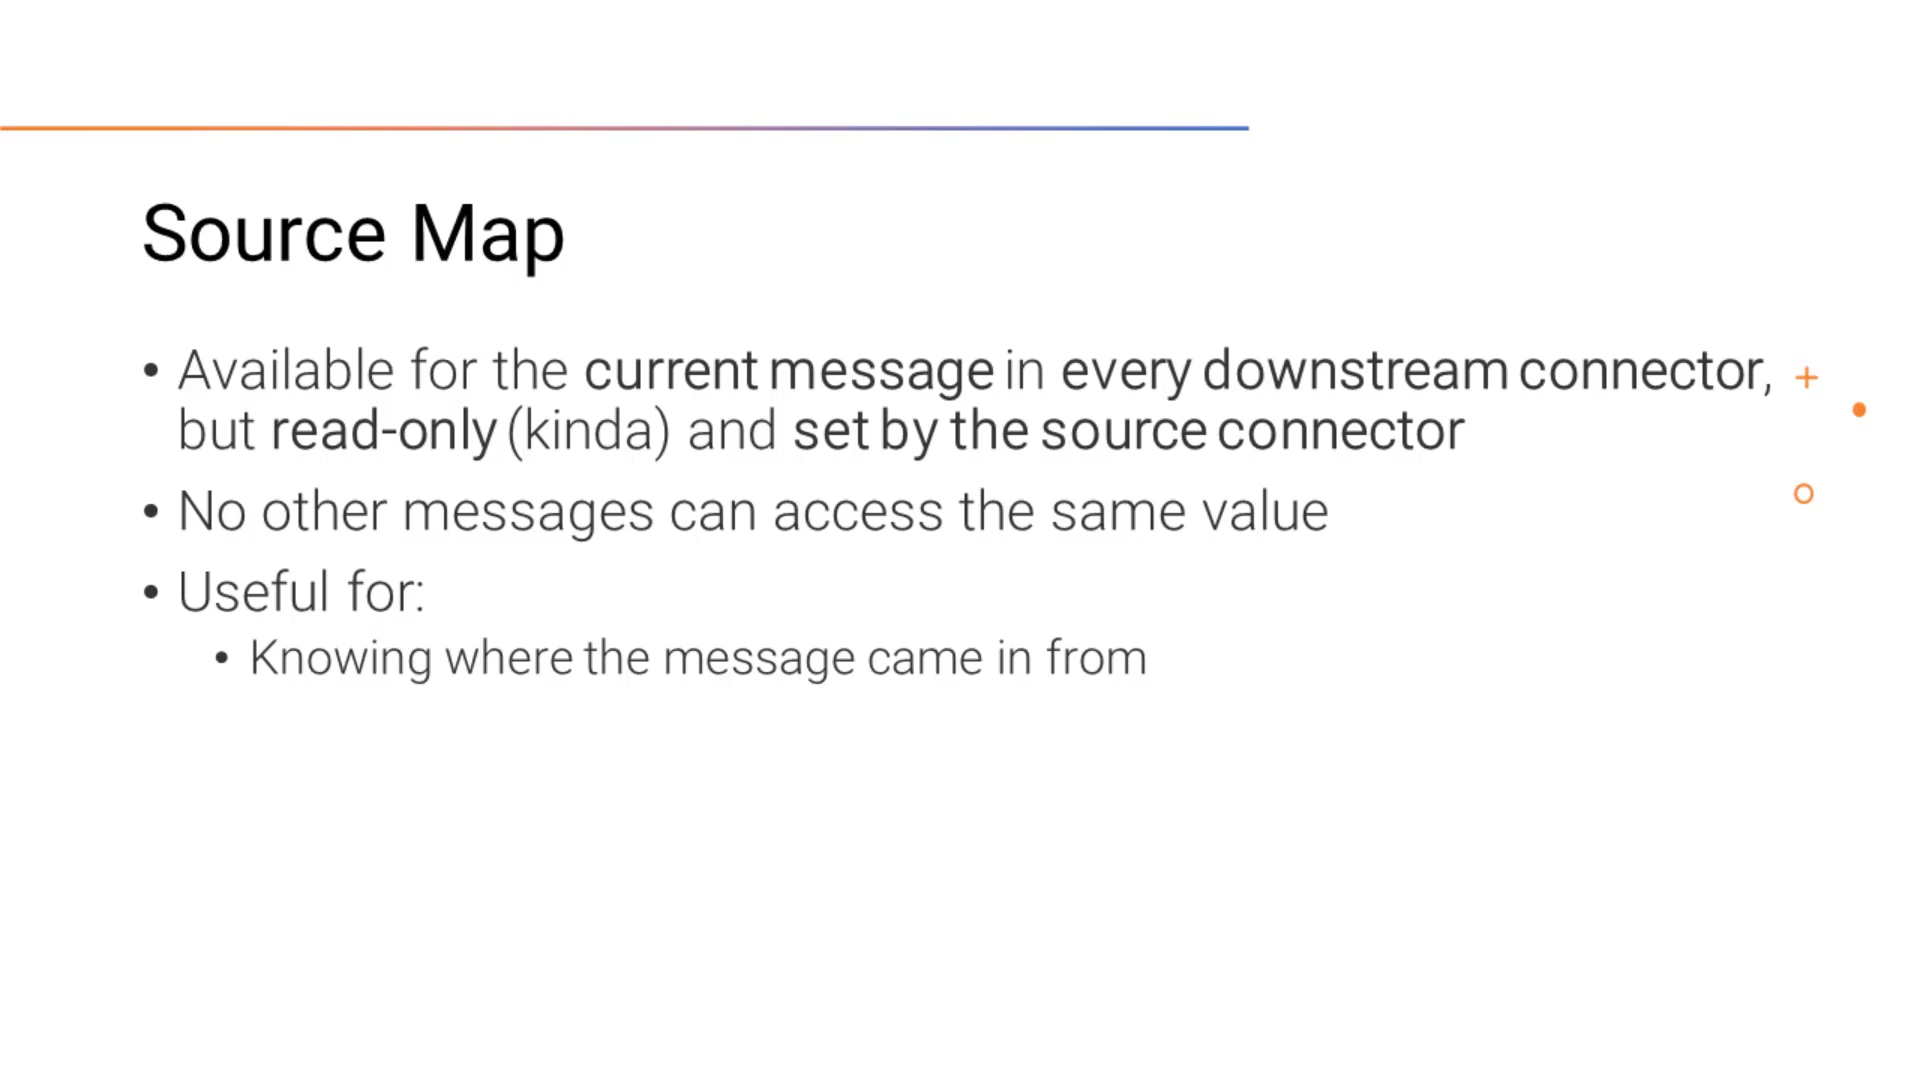 Source Map
• Available for the current message in every downstream connector,
but read-only (kinda) and set by the source connector
• No other messages can access the same value
• Useful for:
• Knowing where the message came in from